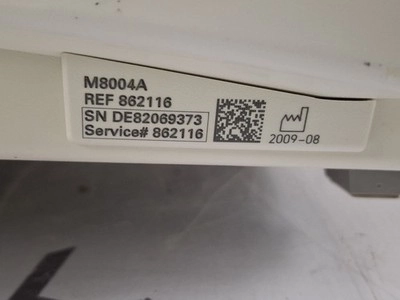 M8004A
REF 862116
SN DE82069373
Service# 862116
2009-08